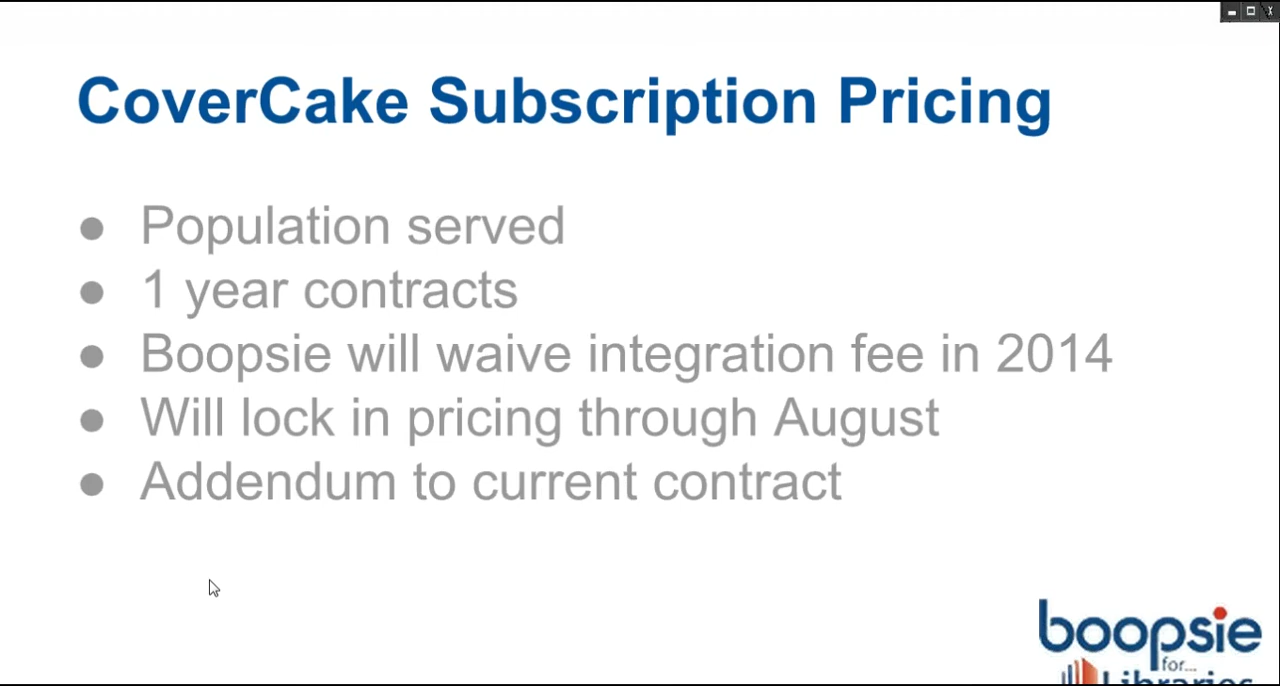 CoverCake Subscription Pricing
● Population served
● 1 year contracts
● Boopsie will waive integration fee in 2014
● Will lock in pricing through August
● Addendum to current contract
boopsie
for...
Libraries